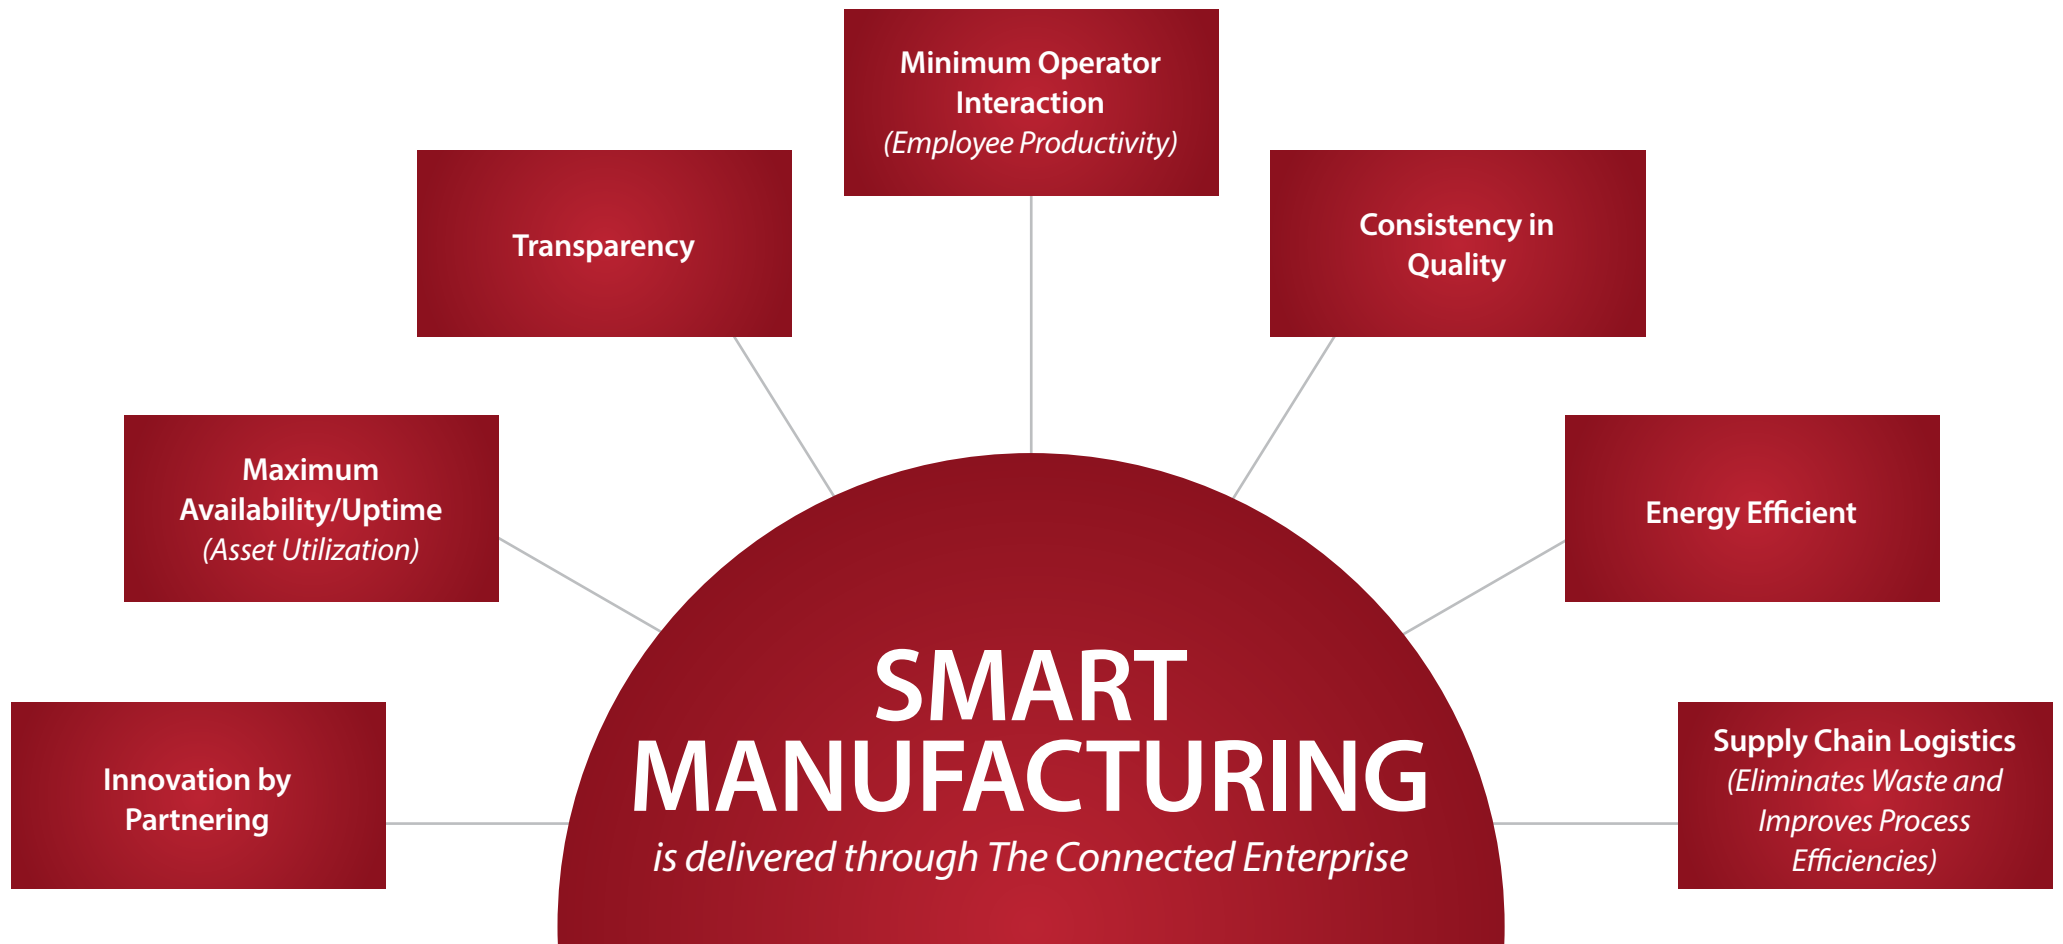 Minimum Operator
Interaction
(Employee Productivity)
Transparency
Consistency in
Quality
Maximum
Availability/Uptime
(Asset Utilization)
Energy Efficient
Innovation by
Partnering
SMART
MANUFACTURING
is delivered through The Connected Enterprise
Supply Chain Logistics
(Eliminates Waste and
Improves Process
Efficiencies)